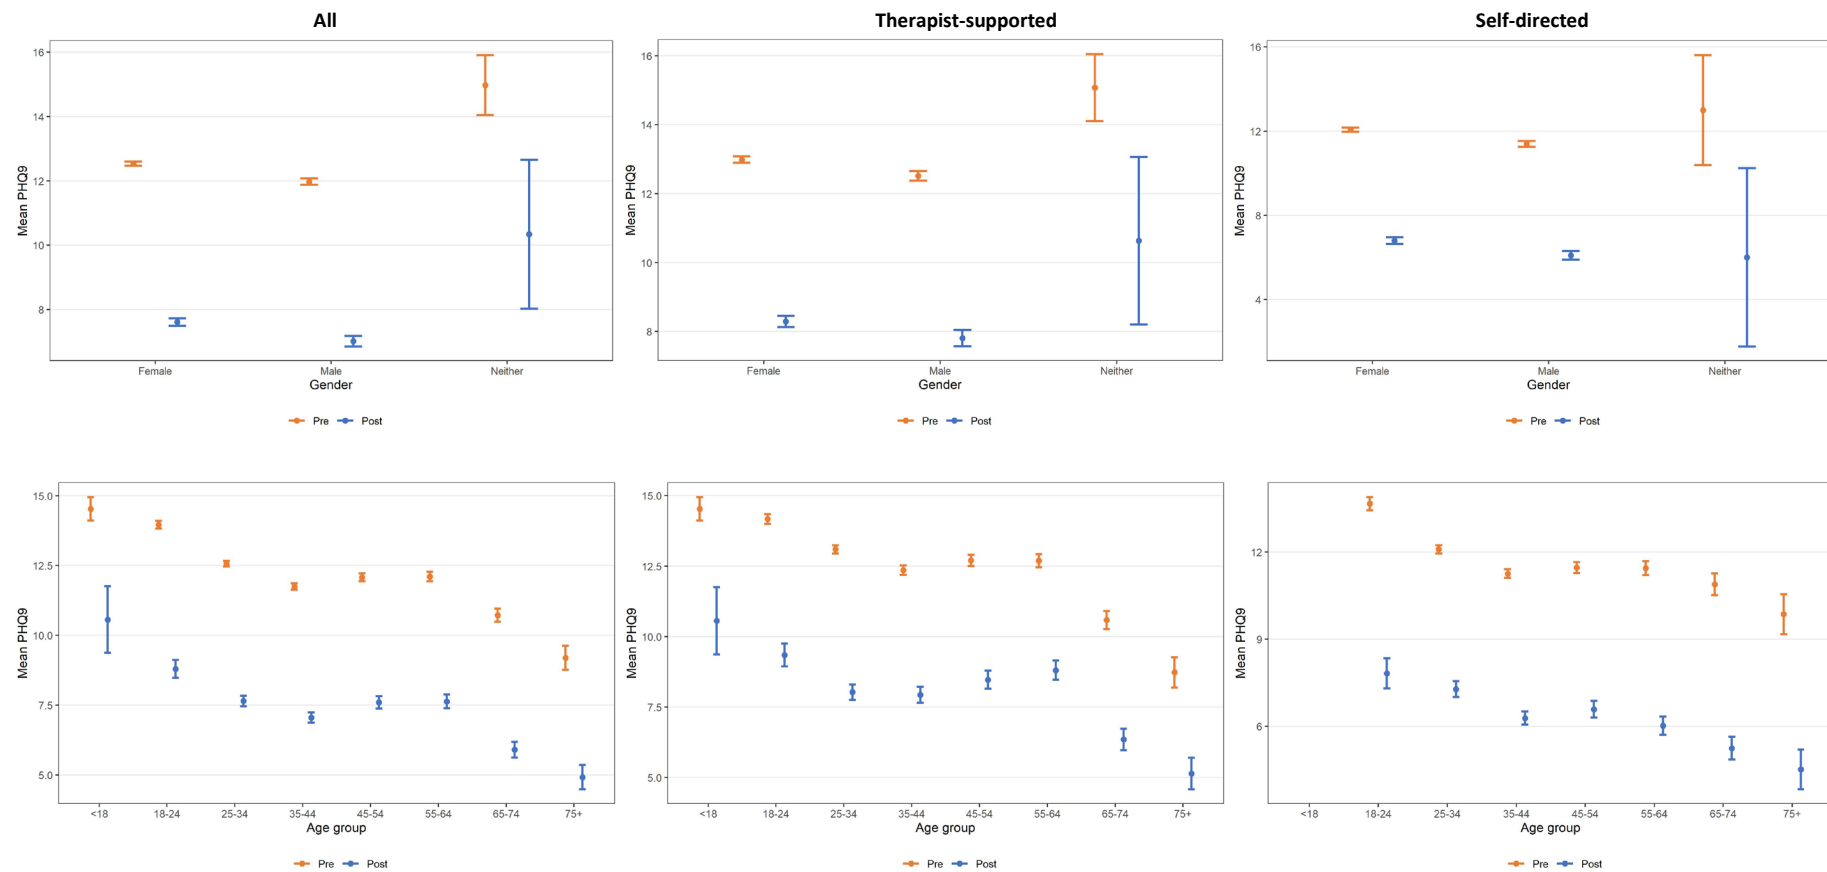 All
Therapist-supported
Self-directed
16
14
12
10
8
Mean PHQ9
Female
Male
Neither
Gender
Pre
Post
16
14
12
10
8
Mean PHQ9
Female
Male
Neither
Gender
Pre
Post
16
12
8
4
Mean PHQ9
Female
Male
Neither
Gender
Pre
Post
15.0
12.5
10.0
7.5
5.0
Mean PHQ9
<18
18-24
25-34
35-44
45-54
55-64
65-74
75+
Age group
Pre
Post
15.0
12.5
10.0
7.5
5.0
Mean PHQ9
<18
18-24
25-34
35-44
45-54
55-64
65-74
75+
Age group
Pre
Post
12
9
6
Mean PHQ9
<18
18-24
25-34
35-44
45-54
55-64
65-74
75+
Age group
Pre
Post